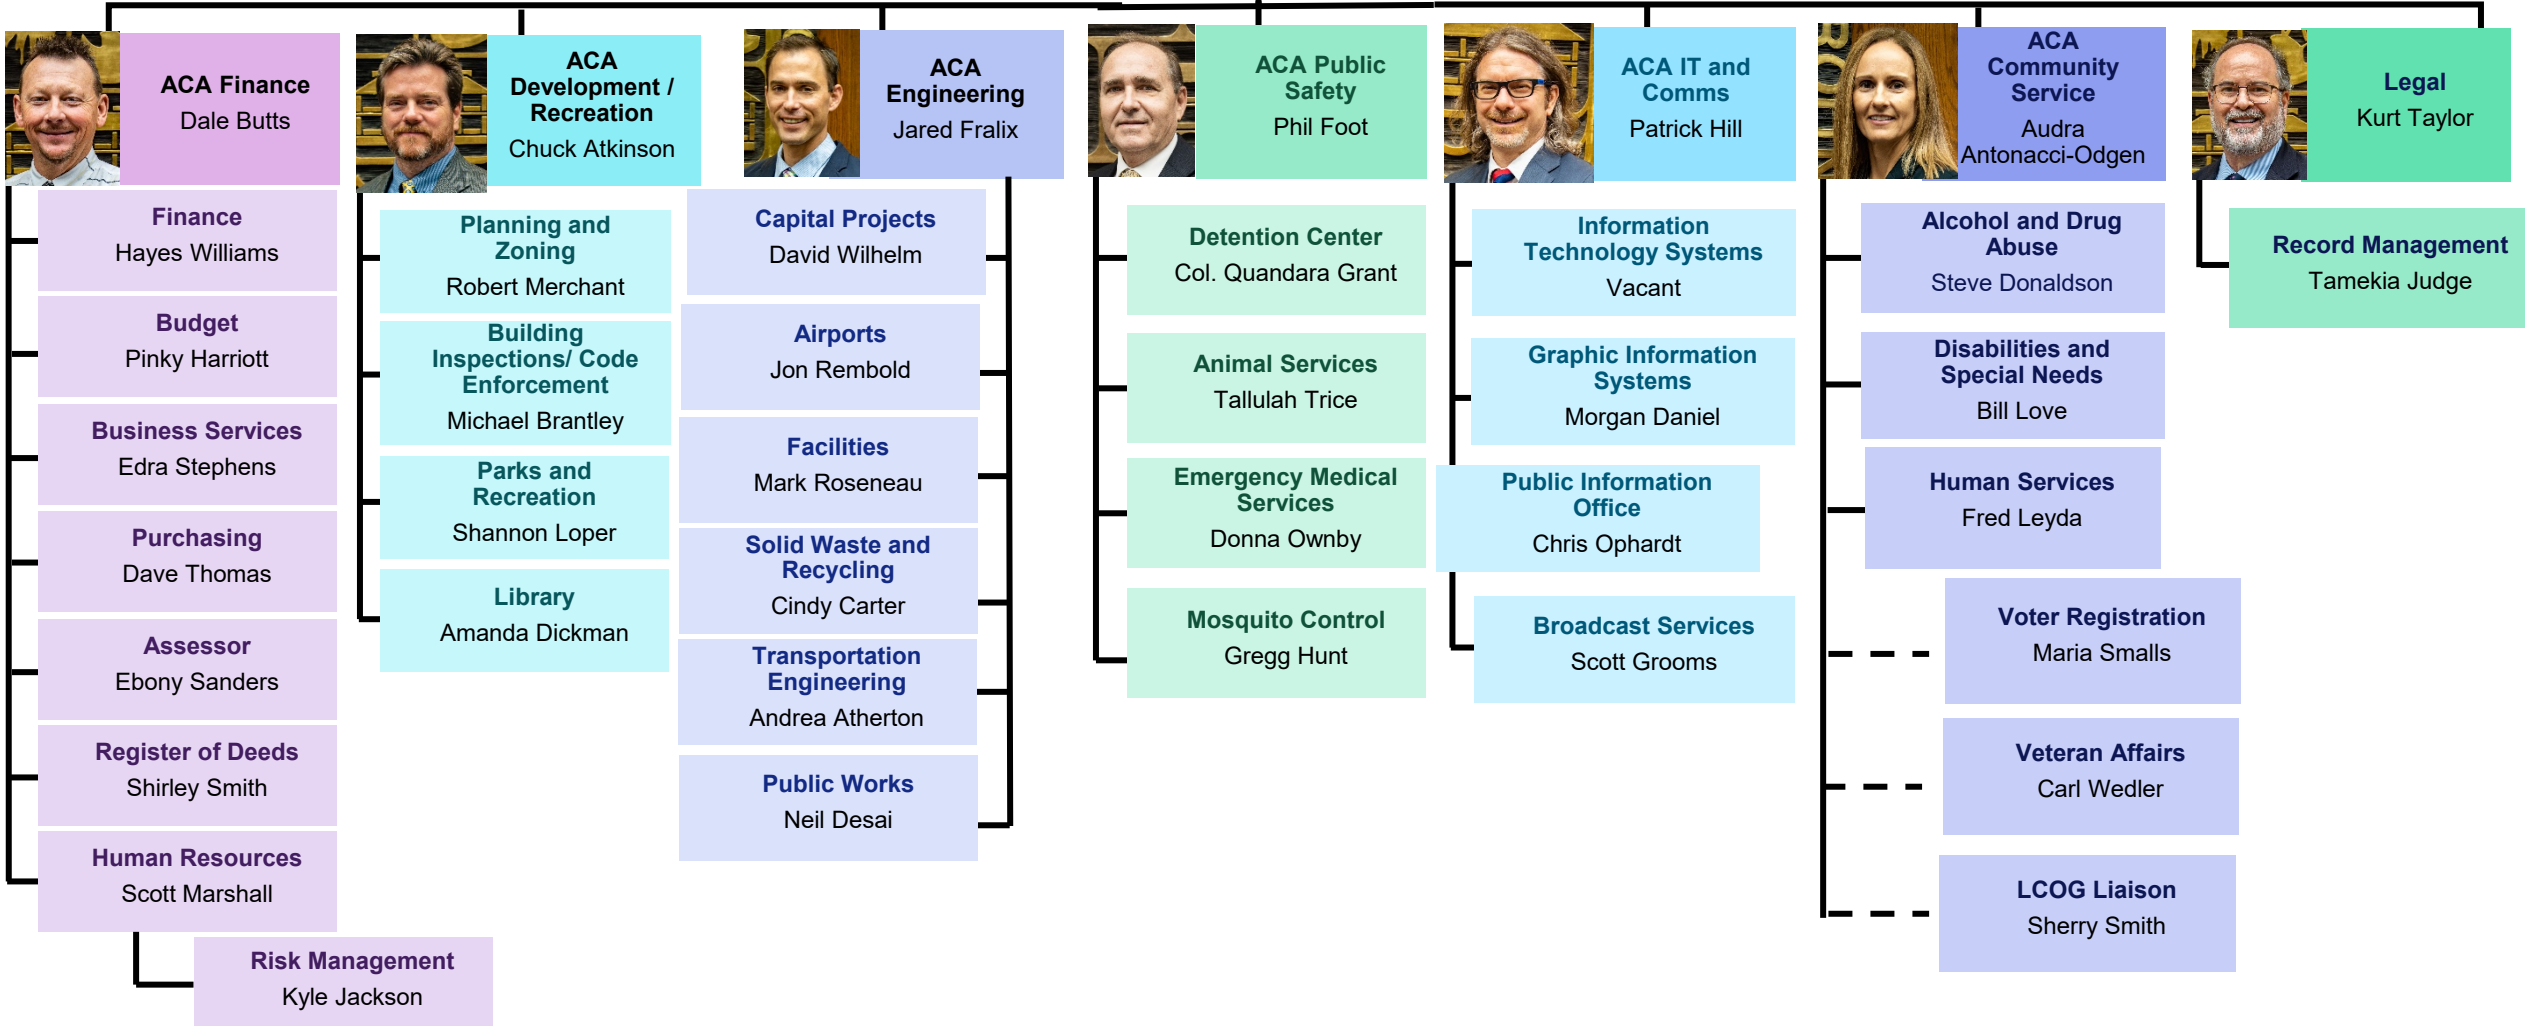 ACA Finance
Dale Butts
Finance
Hayes Williams
Budget
Pinky Harriott
Business Services
Edra Stephens
Purchasing
Dave Thomas
Assessor
Ebony Sanders
Register of Deeds
Shirley Smith
Human Resources
Scott Marshall
Risk Management
Kyle Jackson
ACA
Development /
Recreation
Chuck Atkinson
Planning and
Zoning
Robert Merchant
Building
Inspections/ Code
Enforcement
Michael Brantley
Parks and
Recreation
Shannon Loper
Library
Amanda Dickman
ACA
Engineering
Jared Fralix
Capital Projects
David Wilhelm
Airports
Jon Rembold
Facilities
Mark Roseneau
Solid Waste and
Recycling
Cindy Carter
Transportation
Engineering
Andrea Atherton
Public Works
Neil Desai
ACA Public
Safety
Phil Foot
Detention Center
Col. Quandara Grant
Animal Services
Tallulah Trice
Emergency Medical
Services
Donna Ownby
Mosquito Control
Gregg Hunt
ACA IT and
Comms
Patrick Hill
Information
Technology Systems
Vacant
Graphic Information
Systems
Morgan Daniel
Public Information
Office
Chris Ophardt
Broadcast Services
Scott Grooms
ACA
Community
Service
Audra
Antonacci-Odgen
Alcohol and Drug
Abuse
Steve Donaldson
Disabilities and
Special Needs
Bill Love
Human Services
Fred Leyda
Voter Registration
Maria Smalls
Veteran Affairs
Carl Wedler
LCOG Liaison
Sherry Smith
Legal
Kurt Taylor
Record Management
Tamekia Judge